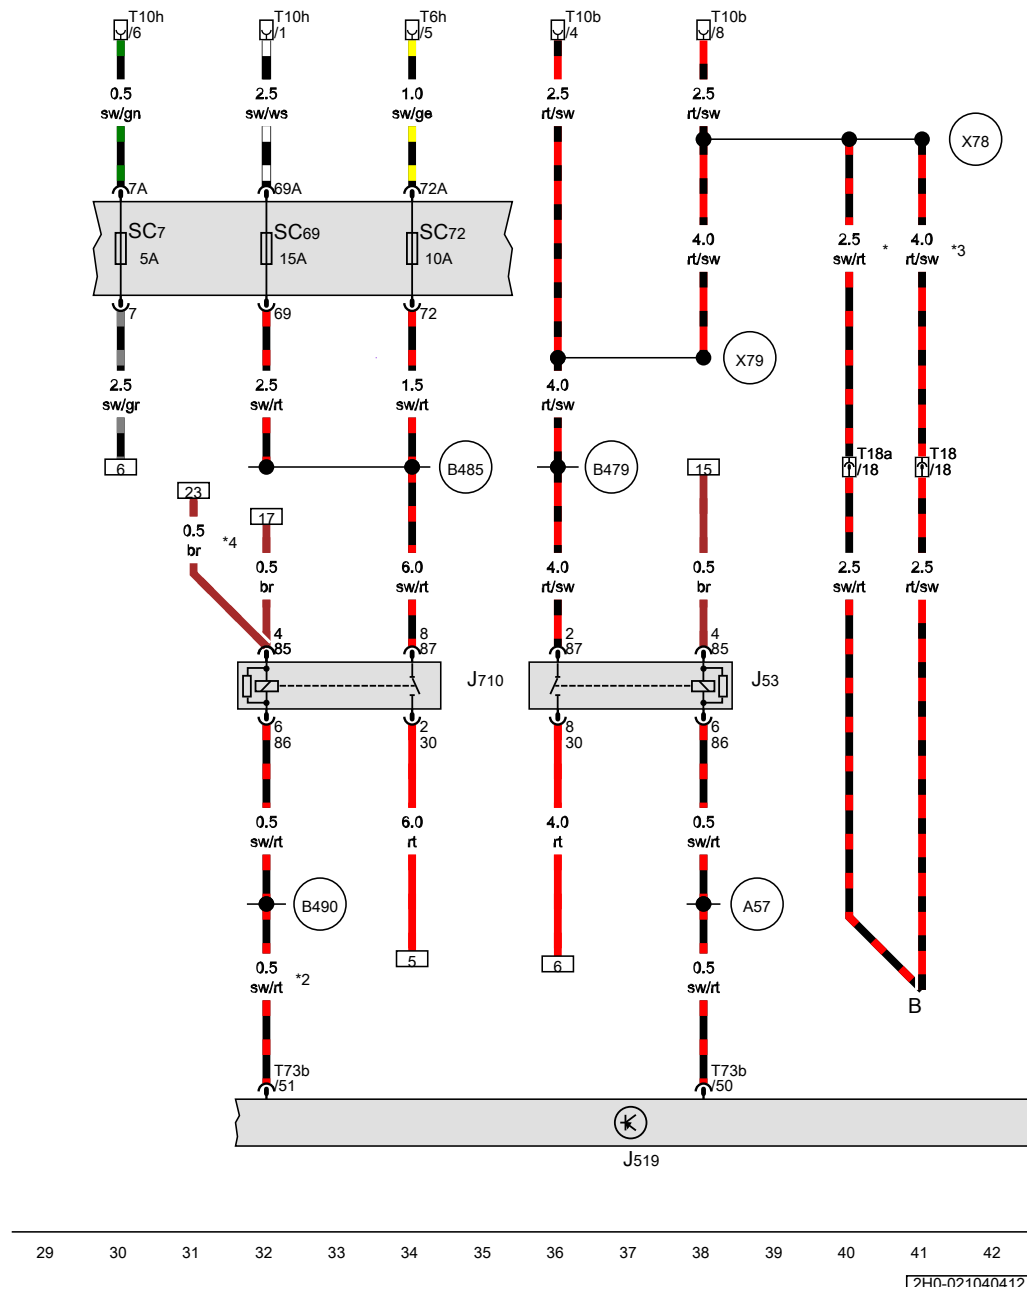 T10h
/6
T10h
/1
T6h
/5
T10b
/4
T10b
/8
0.5
sw/gn
2.5
sw/ws
1.0
sw/ge
2.5
rt/sw
2.5
rt/sw
X78
7A
69A
72A
SC7
5A
SC69
15A
SC72
10A
4.0
rt/sw
2.5
sw/rt
*
4.0
rt/sw
*3
7
69
72
X79
2.5
sw/gr
2.5
sw/rt
1.5
sw/rt
4.0
rt/sw
6
B485
B479
15
T18a
/18
T18
/18
23
17
0.5
br
*4
0.5
br
6.0
sw/rt
4.0
rt/sw
0.5
br
2.5
sw/rt
2.5
rt/sw
4
85
8
87
2
87
4
85
J710
J53
6
86
2
30
8
30
6
86
0.5
sw/rt
6.0
rt
4.0
rt
0.5
sw/rt
B490
A57
5
6
0.5
sw/rt
*2
0.5
sw/rt
B
T73b
/51
T73b
/50
J519
29 30 31 32 33 34 35 36 37 38 39 40 41 42
2H0-021040412